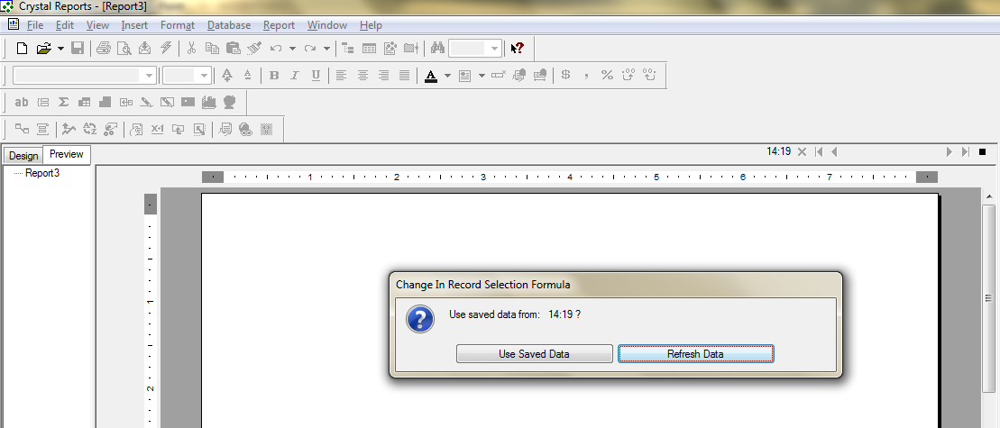 Crystal Reports - [Report3]
File Edit View Insert Format Database Report Window Help
A
B I U A $ , %
ab Σ
x+1
Design Preview 14:19
Report3
1 2 3 4 5 6 7
1
2
Change In Record Selection Formula
Use saved data from: 14:19 ?
Use Saved Data Refresh Data